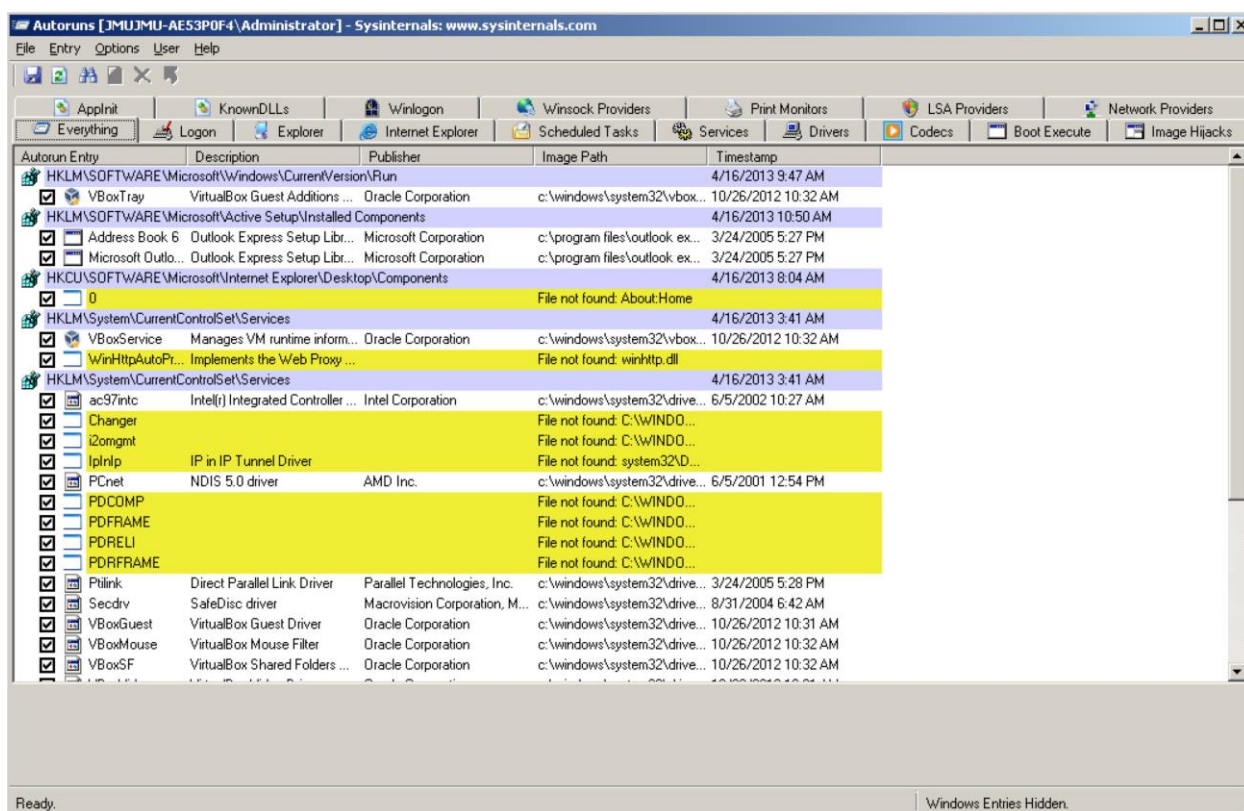 Autoruns [JMUJMU-AE53P0F4\Administrator] - Sysinternals: www.sysinternals.com
File Entry Options User Help
AppInit KnownDLLs Winlogon Winsock Providers Print Monitors LSA Providers Network Providers
Everything Logon Explorer Internet Explorer Scheduled Tasks Services Drivers Codecs Boot Execute Image Hijacks
Autorun Entry Description Publisher Image Path Timestamp
HKLM\SOFTWARE\Microsoft\Windows\CurrentVersion\Run 4/16/2013 9:47 AM
VBoxTray VirtualBox Guest Additions ... Oracle Corporation c:\windows\system32\vbox... 10/26/2012 10:32 AM
HKLM\SOFTWARE\Microsoft\Active Setup\Installed Components 4/16/2013 10:50 AM
Address Book 6 Outlook Express Setup Libr... Microsoft Corporation c:\program files\outlook ex... 3/24/2005 5:27 PM
Microsoft Outlo... Outlook Express Setup Libr... Microsoft Corporation c:\program files\outlook ex... 3/24/2005 5:27 PM
HKCU\SOFTWARE\Microsoft\Internet Explorer\Desktop\Components 4/16/2013 8:04 AM
0 File not found: About:Home
HKLM\System\CurrentControlSet\Services 4/16/2013 3:41 AM
VBoxService Manages VM runtime inform... Oracle Corporation c:\windows\system32\vbox... 10/26/2012 10:32 AM
WinHttpAutoPr... Implements the Web Proxy ... File not found: winhttp.dll
HKLM\System\CurrentControlSet\Services 4/16/2013 3:41 AM
ac97intc Intel(r) Integrated Controller ... Intel Corporation c:\windows\system32\drive... 6/5/2002 10:27 AM
Changer File not found: C:\WINDO...
i2omgmt File not found: C:\WINDO...
IpInIp IP in IP Tunnel Driver File not found: system32\D...
PCnet NDIS 5.0 driver AMD Inc. c:\windows\system32\drive... 6/5/2001 12:54 PM
PDCOMP File not found: C:\WINDO...
PDFRAME File not found: C:\WINDO...
PDRELI File not found: C:\WINDO...
PDRFRAME File not found: C:\WINDO...
Ptilink Direct Parallel Link Driver Parallel Technologies, Inc. c:\windows\system32\drive... 3/24/2005 5:28 PM
Secdrv SafeDisc driver Macrovision Corporation, M... c:\windows\system32\drive... 8/31/2004 6:42 AM
VBoxGuest VirtualBox Guest Driver Oracle Corporation c:\windows\system32\drive... 10/26/2012 10:31 AM
VBoxMouse VirtualBox Mouse Filter Oracle Corporation c:\windows\system32\drive... 10/26/2012 10:32 AM
VBoxSF VirtualBox Shared Folders ... Oracle Corporation c:\windows\system32\drive... 10/26/2012 10:32 AM
Ready. Windows Entries Hidden.